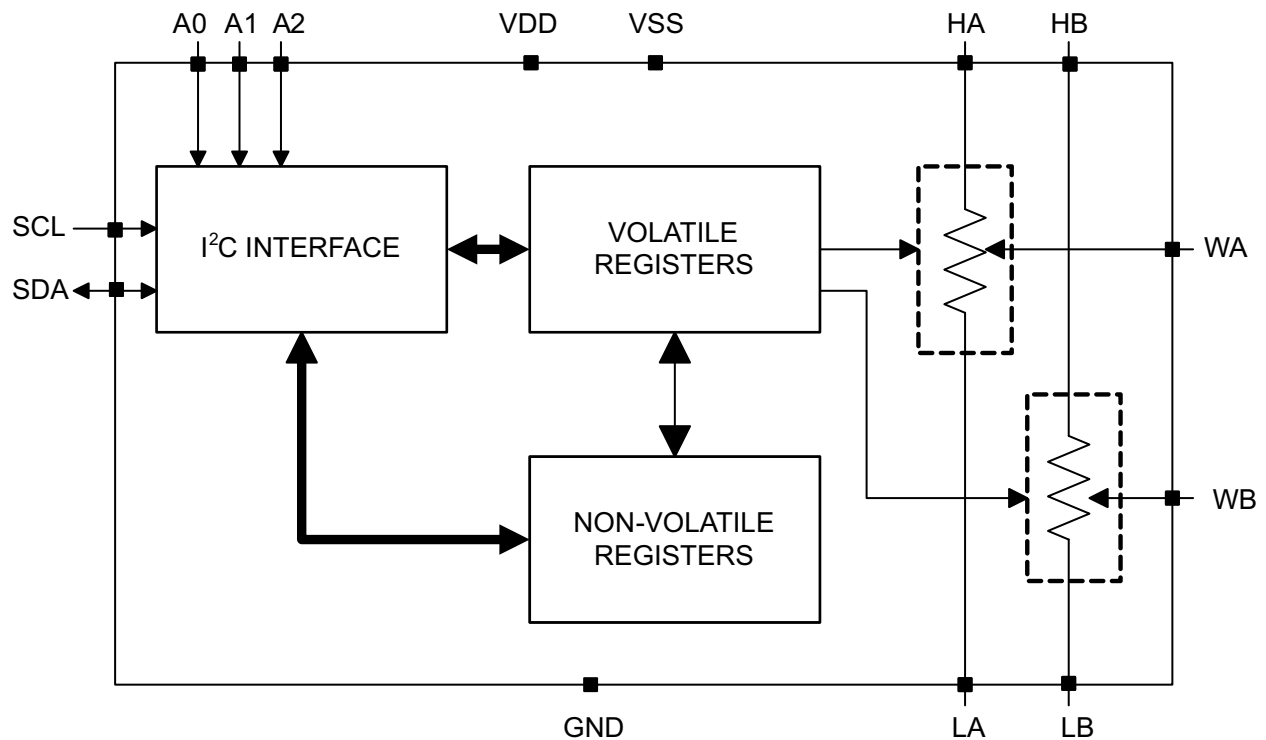 A0 A1 A2 VDD VSS HA HB
SCL
SDA
I²C INTERFACE
VOLATILE
REGISTERS
WA
WB
NON-VOLATILE
REGISTERS
GND LA LB